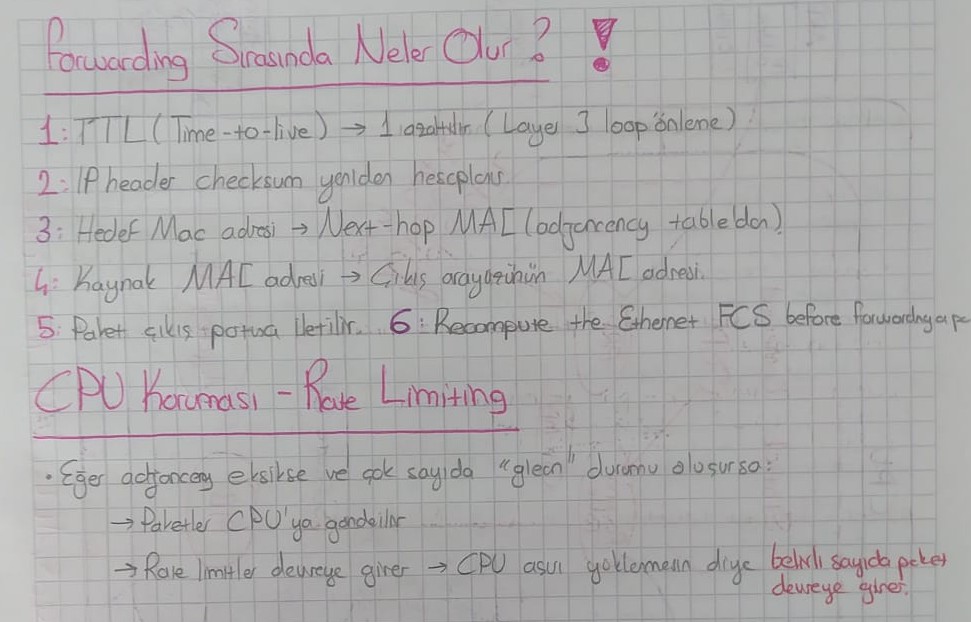 Forwarding Sırasında Neler Olur? !
1: TTL (Time-to-live) → 1 azaltılır (Layer 3 loop önleme)
2: IP header checksum yeniden hesaplanır
3: Hedef Mac adresi → Next-hop MAC (adjancency table'dan)
4: Kaynak MAC adresi → Çıkış arayüzünün MAC adresi.
5: Paket çıkış portuna iletilir. 6: Recompute the Ethernet FCS before forwarding a pc
CPU Koruması - Rate Limiting
• Eğer adjancency eksikse ve çok sayıda "glean" durumu oluşursa:
→ Paketler CPU'ya gönderilir
→ Rate limitler devreye girer → CPU aşırı yüklenmesin diye belirli sayıda paket
devreye girer.